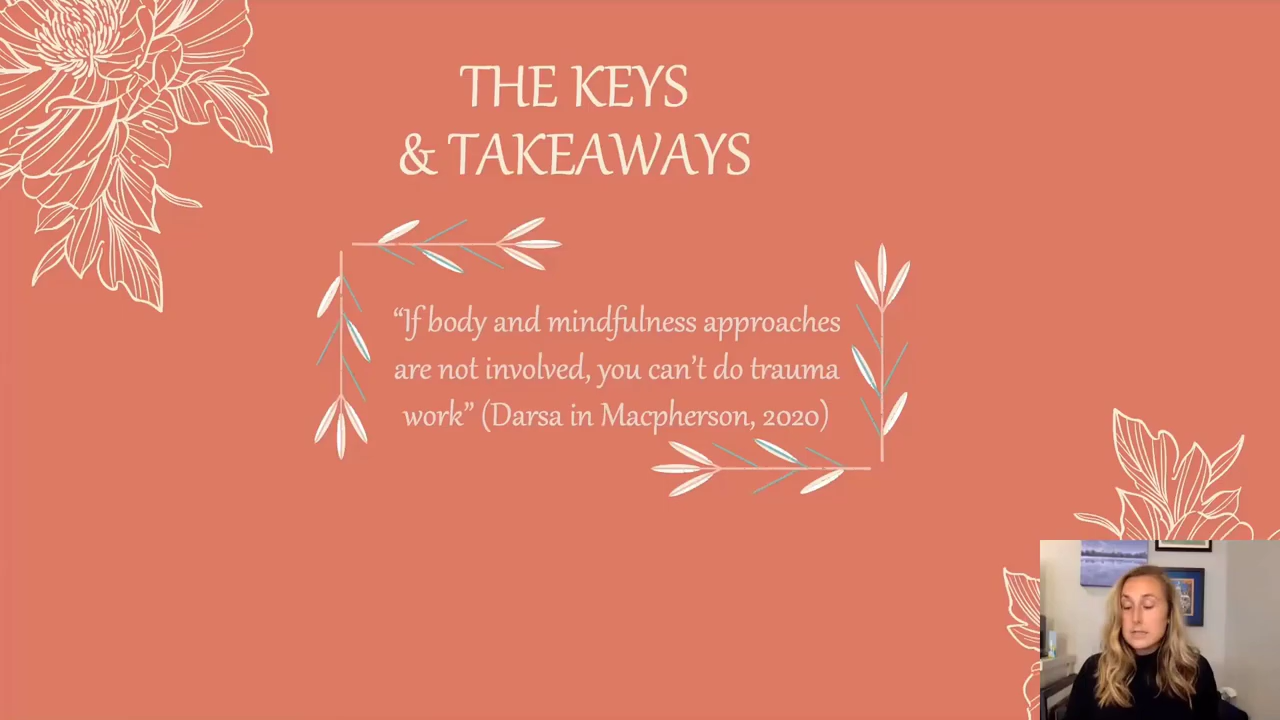 THE KEYS
& TAKEAWAYS
“If body and mindfulness approaches
are not involved, you can’t do trauma
work” (Darsa in Macpherson, 2020)